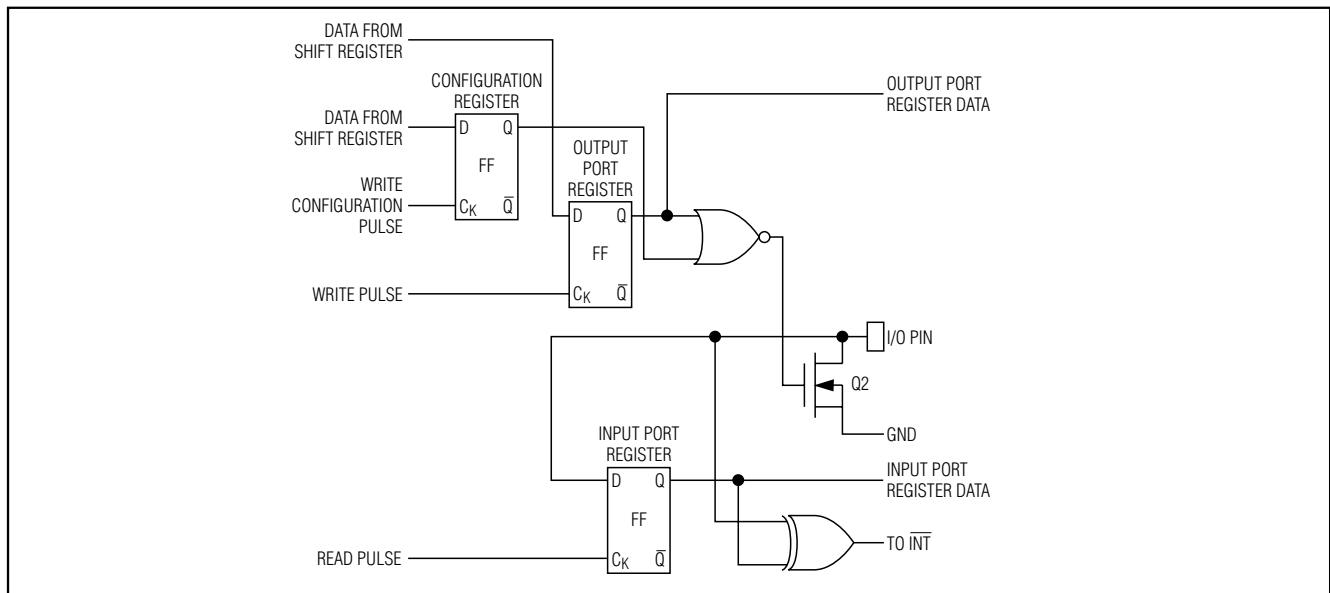 DATA FROM
SHIFT REGISTER
CONFIGURATION
REGISTER
DATA FROM
SHIFT REGISTER
D Q
FF
CK Q̅
WRITE
CONFIGURATION
PULSE
OUTPUT
PORT
REGISTER
D Q
FF
CK Q̅
WRITE PULSE
OUTPUT PORT
REGISTER DATA
I/O PIN
Q2
GND
INPUT PORT
REGISTER
D Q
FF
CK Q̅
READ PULSE
INPUT PORT
REGISTER DATA
TO I̅N̅T̅